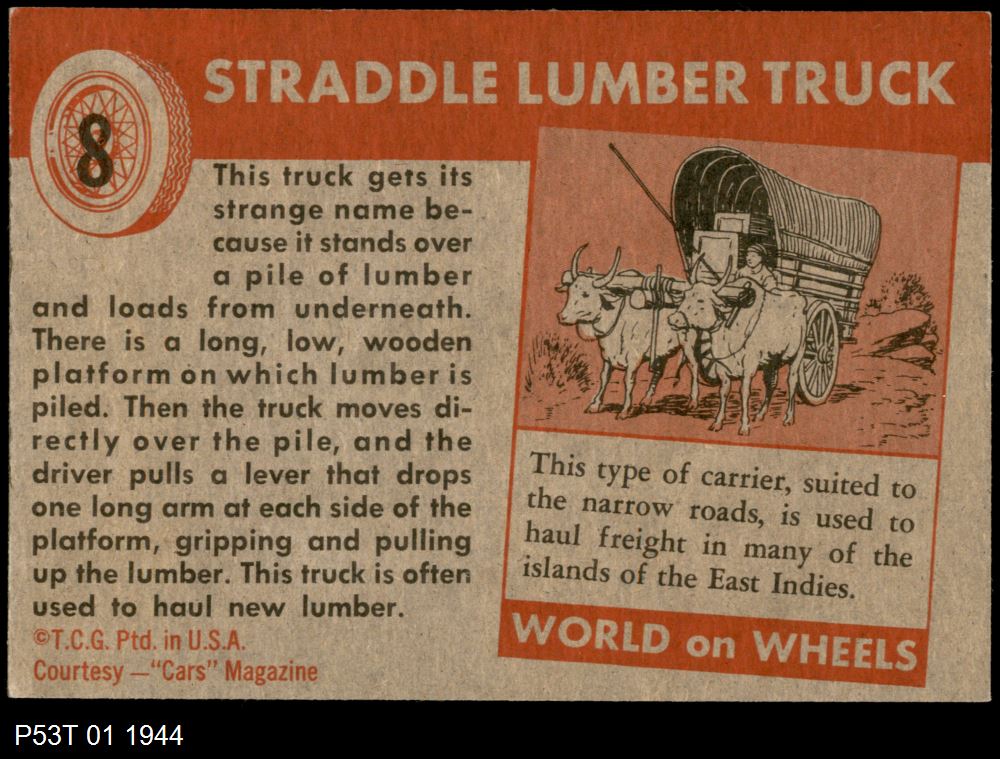 8
STRADDLE LUMBER TRUCK
This truck gets its
strange name be-
cause it stands over
a pile of lumber
and loads from underneath.
There is a long, low, wooden
platform on which lumber is
piled. Then the truck moves di-
rectly over the pile, and the
driver pulls a lever that drops
one long arm at each side of the
platform, gripping and pulling
up the lumber. This truck is often
used to haul new lumber.
©T.C.G. Ptd. in U.S.A.
Courtesy — "Cars" Magazine
This type of carrier, suited to
the narrow roads, is used to
haul freight in many of the
islands of the East Indies.
WORLD on WHEELS
P53T 01 1944